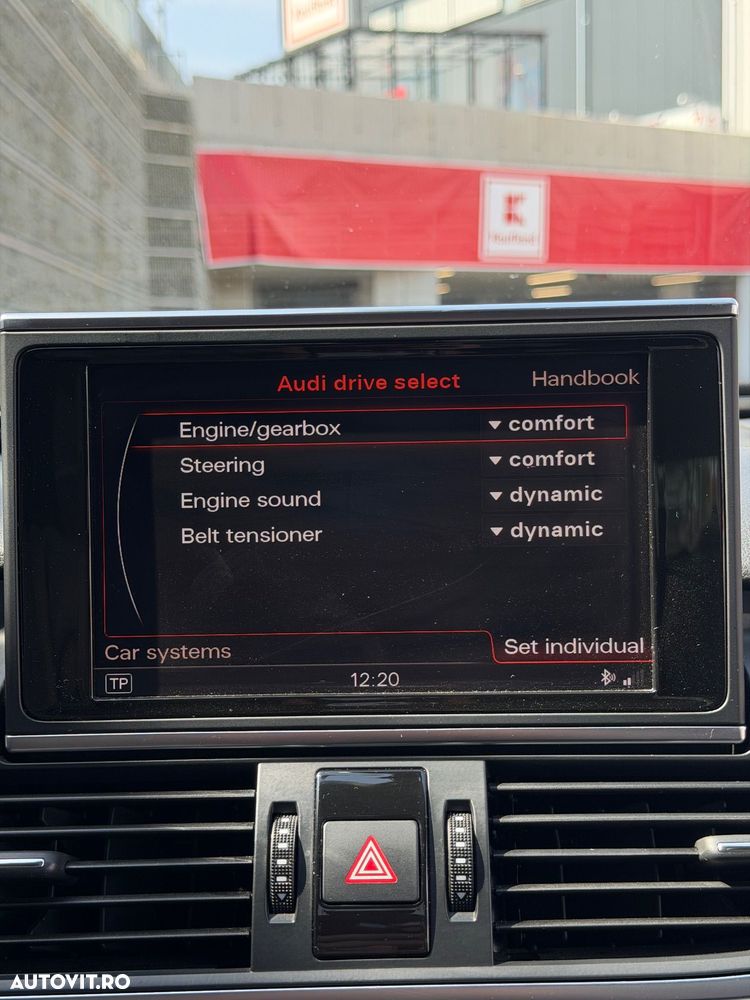 Kaufland
Audi drive select
Handbook
Engine/gearbox
comfort
Steering
comfort
Engine sound
dynamic
Belt tensioner
dynamic
Car systems
Set individual
TP
12:20
AUTOVIT.RO